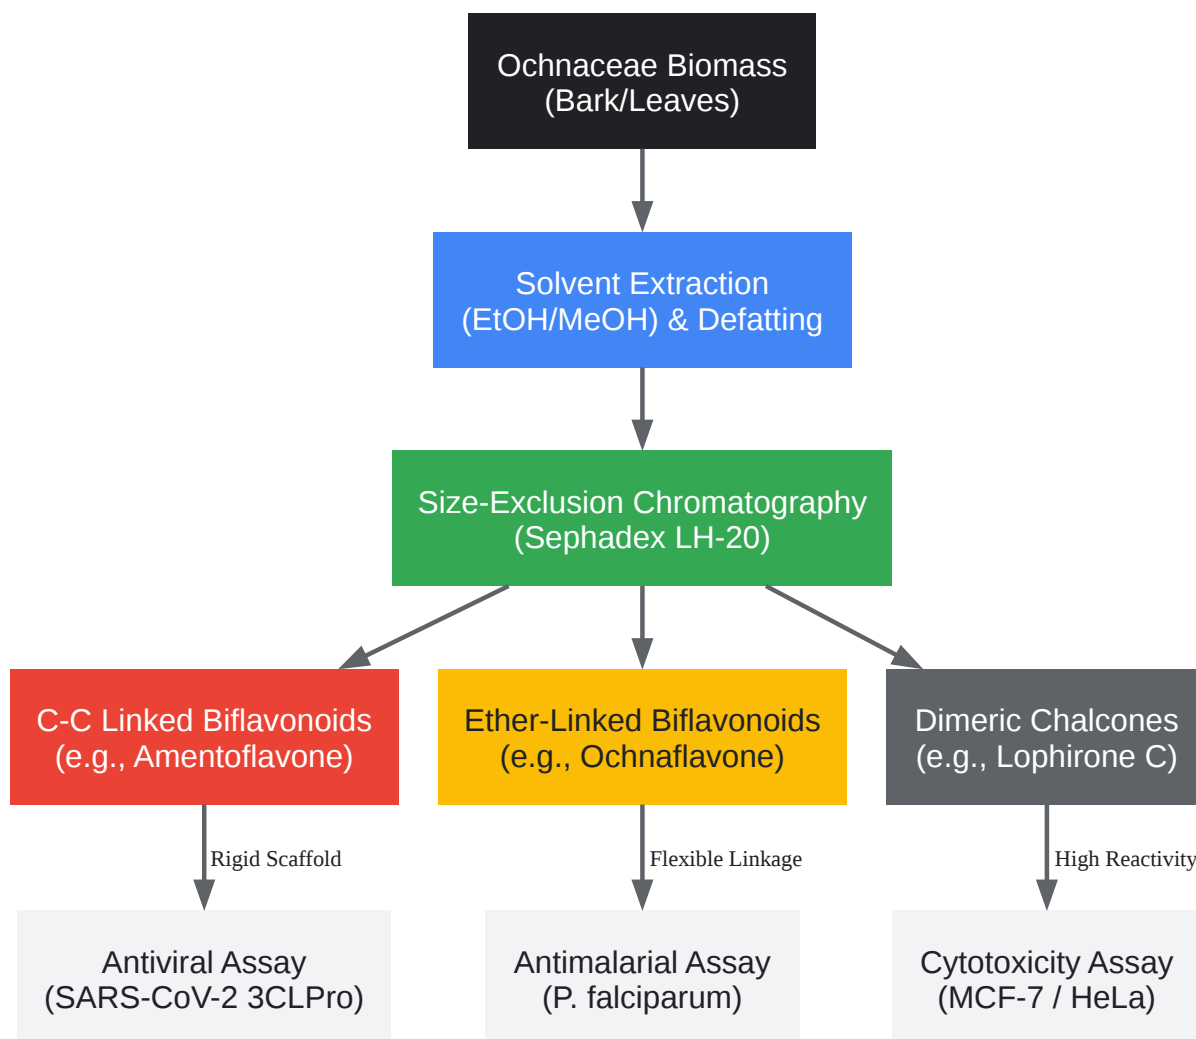 Ochnaceae Biomass
(Bark/Leaves)
Solvent Extraction
(EtOH/MeOH) & Defatting
Size-Exclusion Chromatography
(Sephadex LH-20)
C-C Linked Biflavonoids
(e.g., Amentoflavone)
Ether-Linked Biflavonoids
(e.g., Ochnaflavone)
Dimeric Chalcones
(e.g., Lophirone C)
Rigid Scaffold
Flexible Linkage
High Reactivity
Antiviral Assay
(SARS-CoV-2 3CLPro)
Antimalarial Assay
(P. falciparum)
Cytotoxicity Assay
(MCF-7 / HeLa)